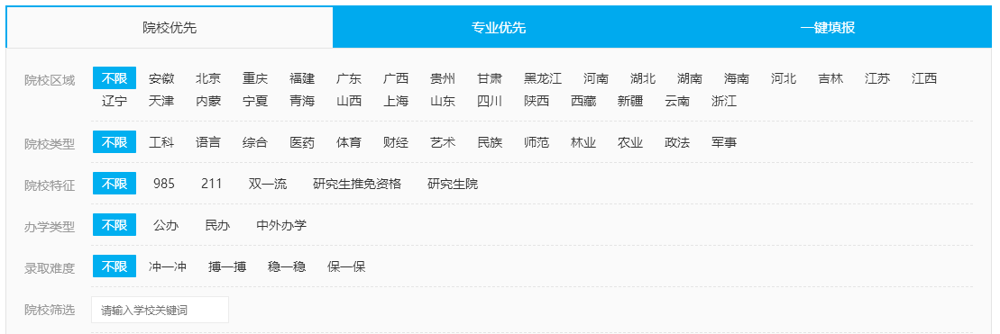 院校优先 专业优先 一键填报
院校区域 不限 安徽 北京 重庆 福建 广东 广西 贵州 甘肃 黑龙江 河南 湖北 湖南 海南 河北 吉林 江苏 江西
辽宁 天津 内蒙 宁夏 青海 山西 上海 山东 四川 陕西 西藏 新疆 云南 浙江
院校类型 不限 工科 语言 综合 医药 体育 财经 艺术 民族 师范 林业 农业 政法 军事
院校特征 不限 985 211 双一流 研究生推免资格 研究生院
办学类型 不限 公办 民办 中外办学
录取难度 不限 冲一冲 搏一搏 稳一稳 保一保
院校筛选 请输入学校关键词